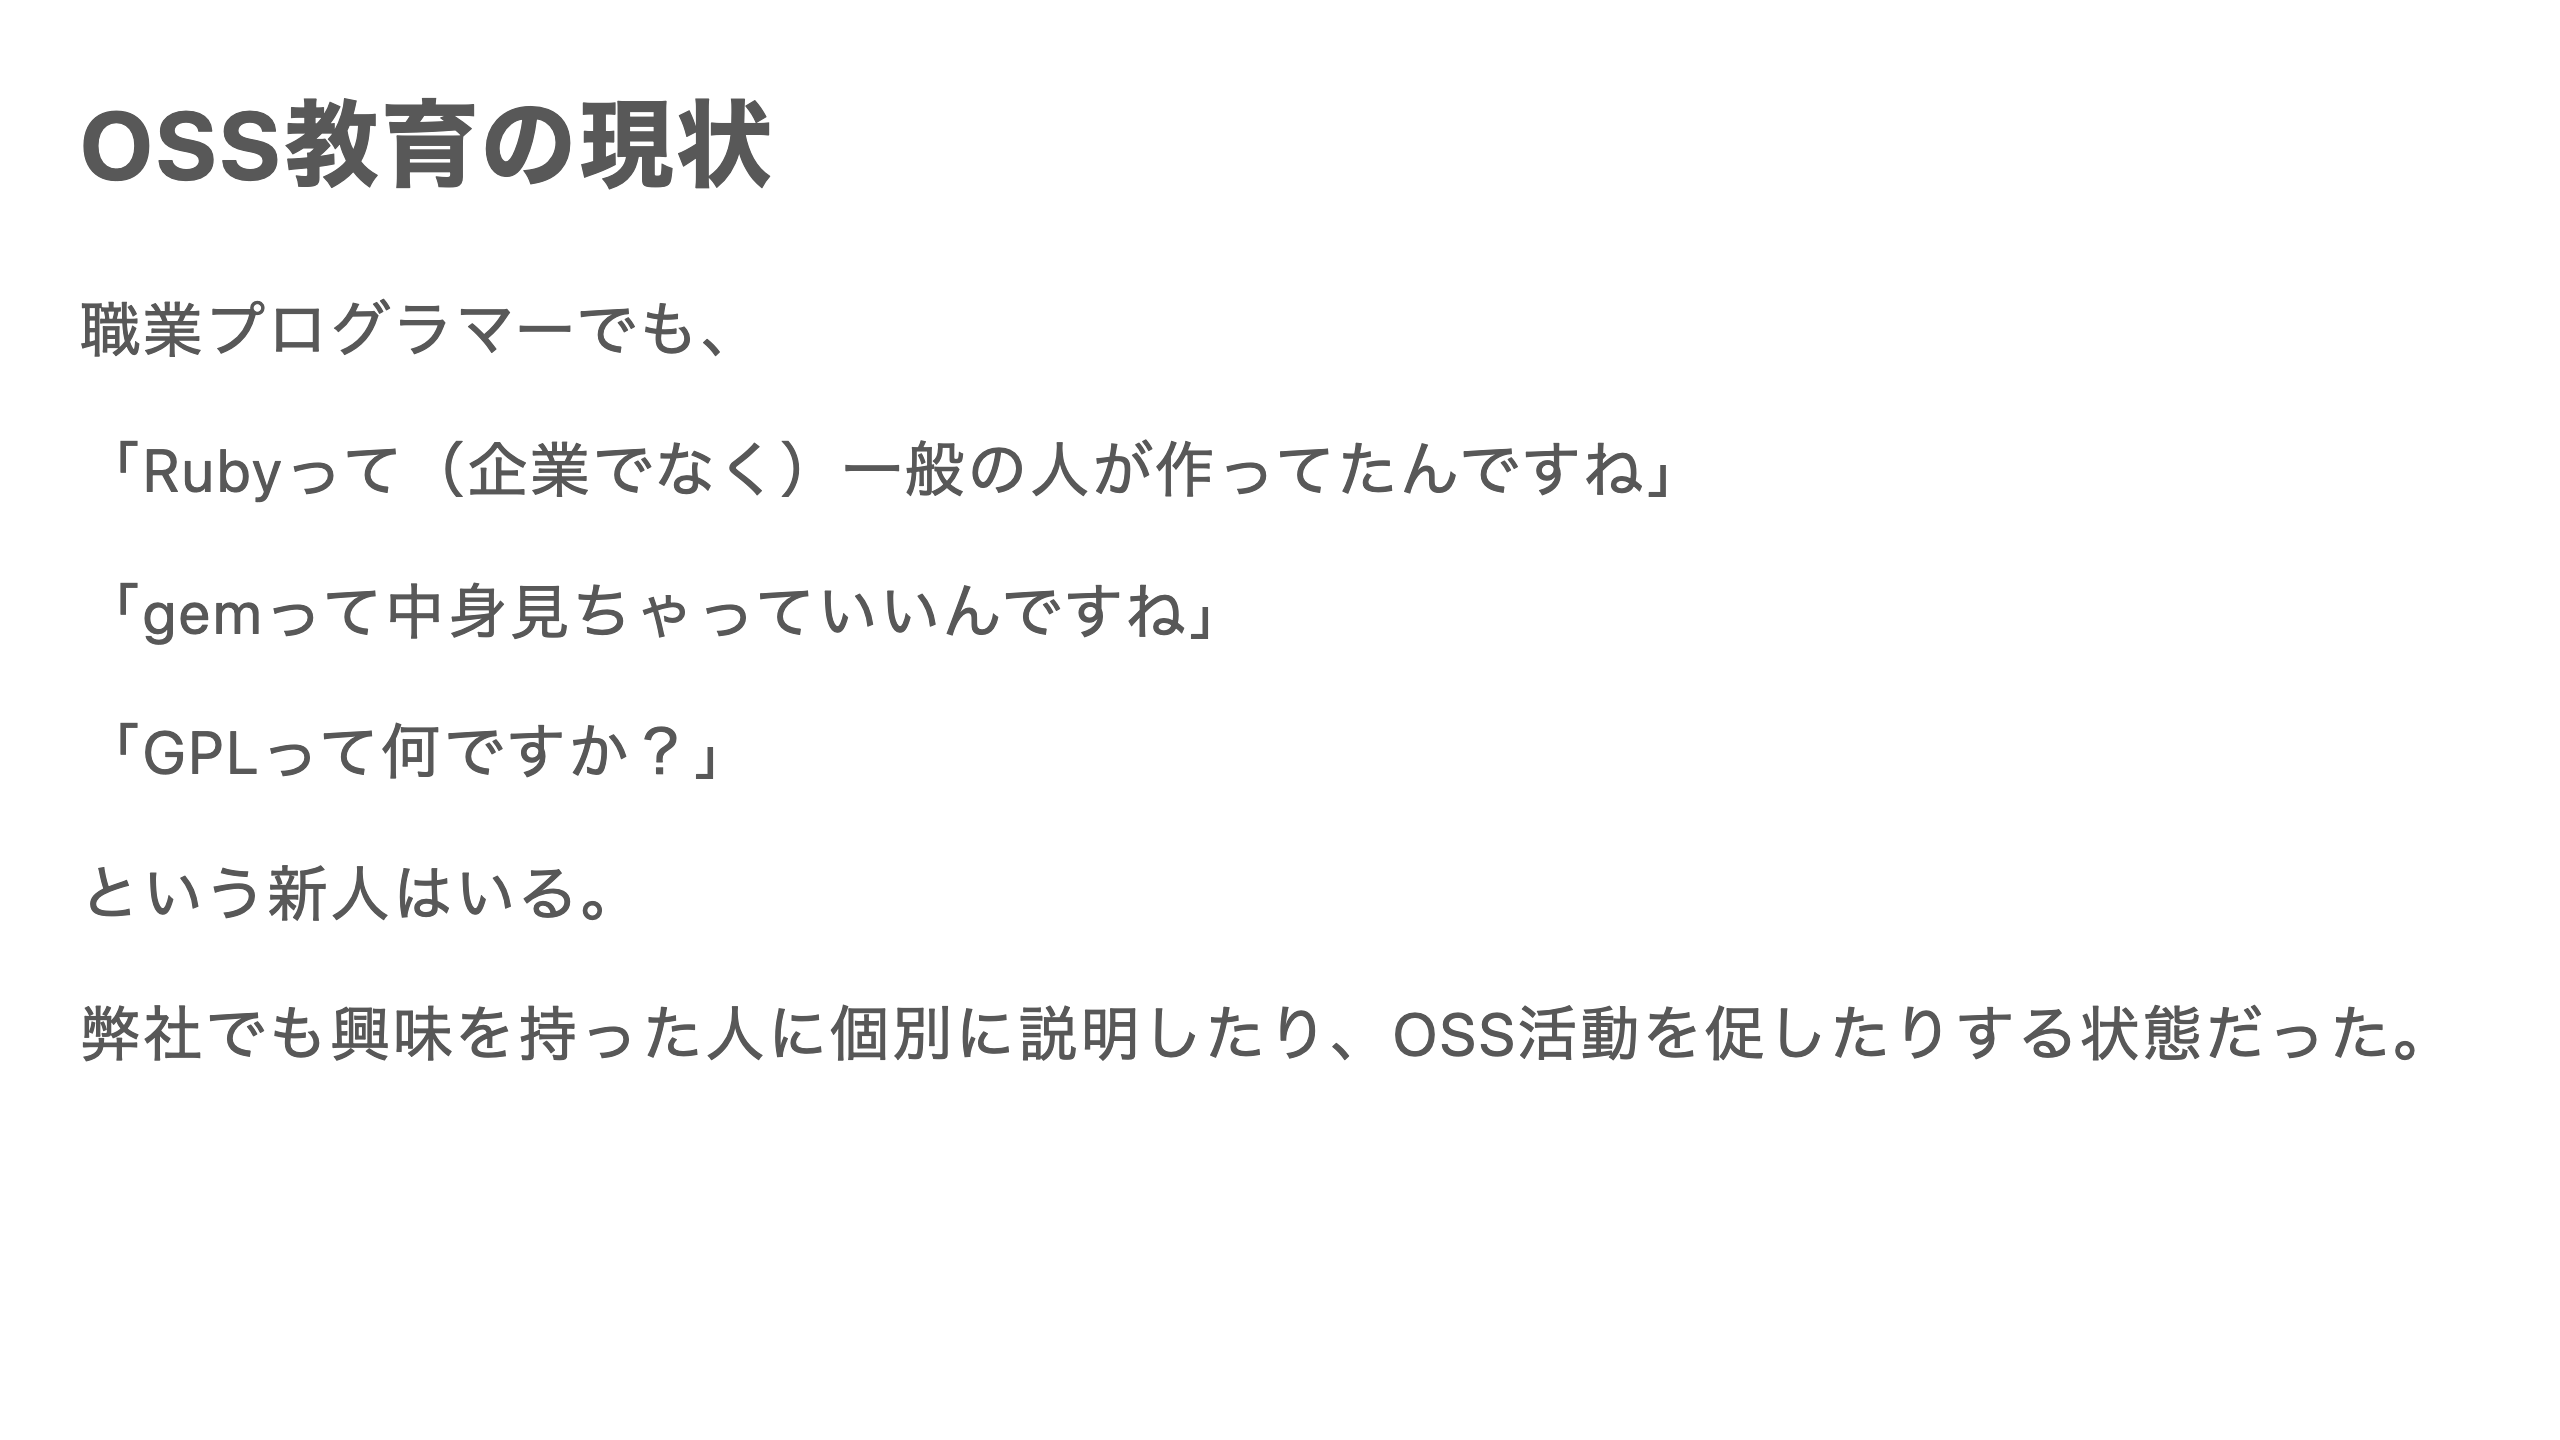 OSS教育の現状
職業プログラマーでも、
「Rubyって（企業でなく）一般の人が作ってたんですね」
「gemって中身見ちゃっていいんですね」
「GPLって何ですか？」
という新人はいる。
弊社でも興味を持った人に個別に説明したり、OSS活動を促したりする状態だった。